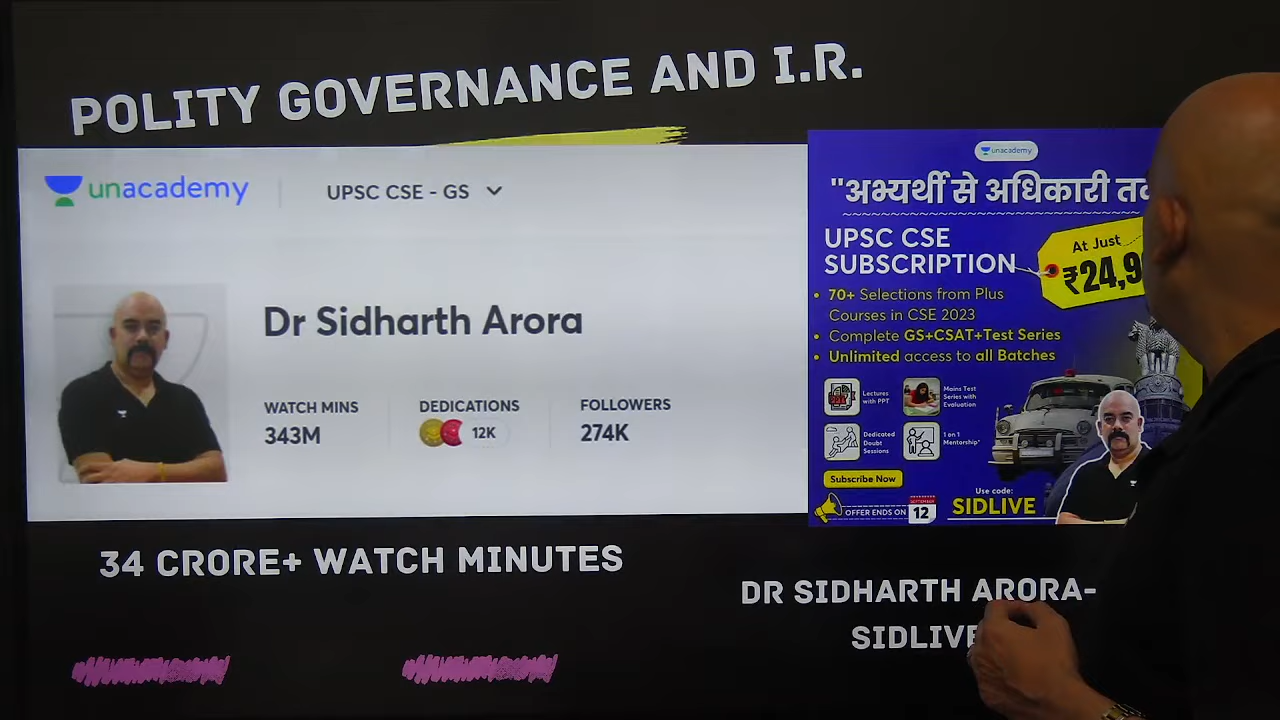 POLITY GOVERNANCE AND I.R.
unacademy
UPSC CSE - GS
Dr Sidharth Arora
WATCH MINS
343M
DEDICATIONS
12K
FOLLOWERS
274K
34 CRORE+ WATCH MINUTES
unacademy
"अभ्यर्थी से अधिकारी
UPSC CSE
SUBSCRIPTION
At Just
• 70+ Selections from Plus
Courses in CSE 2023
• Complete GS+CSAT+Test Series
• Unlimited access to all Batches
Lectures
with PPT
Mains Test
Series with
Evaluation
Dedicated
Doubt
Sessions
1 on 1
Mentorship*
Subscribe Now
OFFER ENDS ON
SEPTEMBER
12
Use code:
SIDLIVE
DR SIDHARTH ARORA-
SIDLIVE